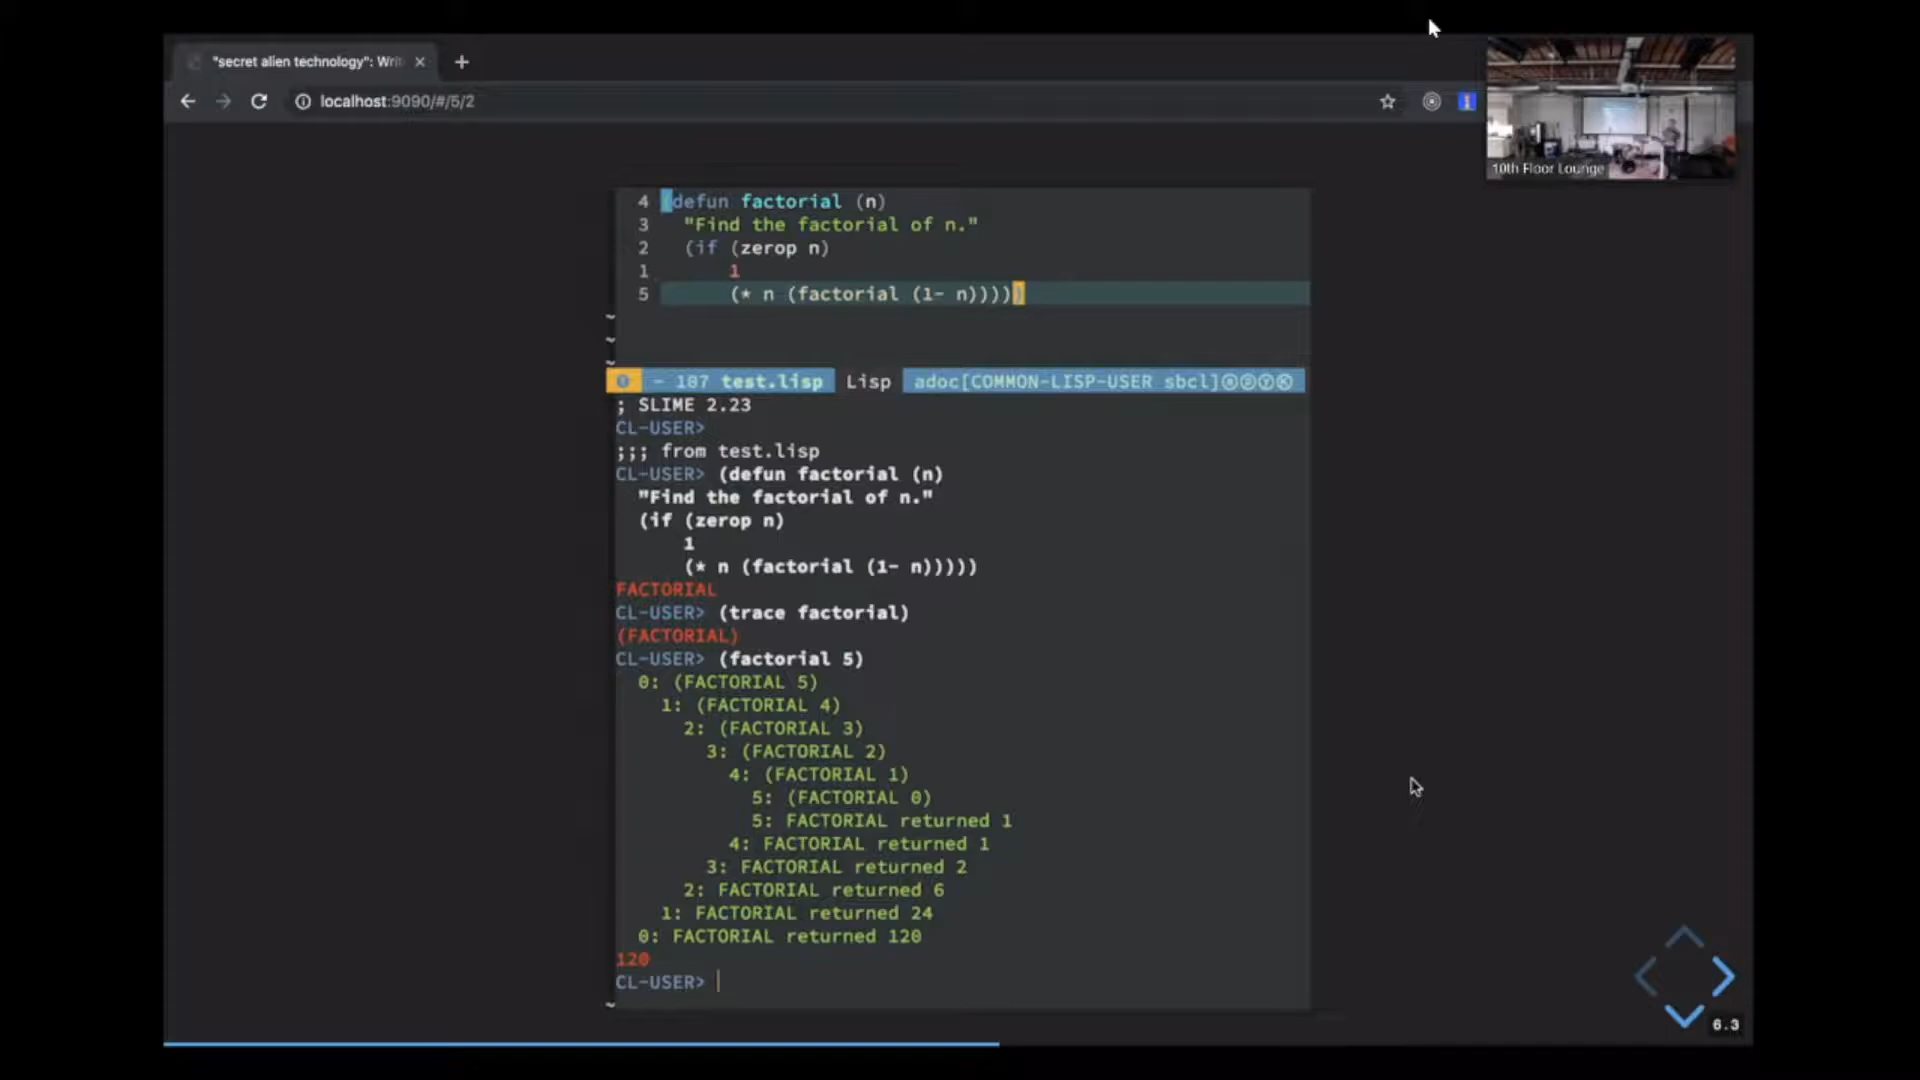 "secret alien technology": Wri
localhost:9090/#/5/2
10th Floor Lounge
4 (defun factorial (n)
3 "Find the factorial of n."
2 (if (zerop n)
1 1
5 (* n (factorial (1- n)))))
~
~
~
- 107 test.lisp Lisp adoc[COMMON-LISP-USER sbcl]ⓐⓟⓨⓚ
; SLIME 2.23
CL-USER>
;;; from test.lisp
CL-USER> (defun factorial (n)
"Find the factorial of n."
(if (zerop n)
1
(* n (factorial (1- n)))))
FACTORIAL
CL-USER> (trace factorial)
(FACTORIAL)
CL-USER> (factorial 5)
0: (FACTORIAL 5)
1: (FACTORIAL 4)
2: (FACTORIAL 3)
3: (FACTORIAL 2)
4: (FACTORIAL 1)
5: (FACTORIAL 0)
5: FACTORIAL returned 1
4: FACTORIAL returned 1
3: FACTORIAL returned 2
2: FACTORIAL returned 6
1: FACTORIAL returned 24
0: FACTORIAL returned 120
120
CL-USER>
~
6.3